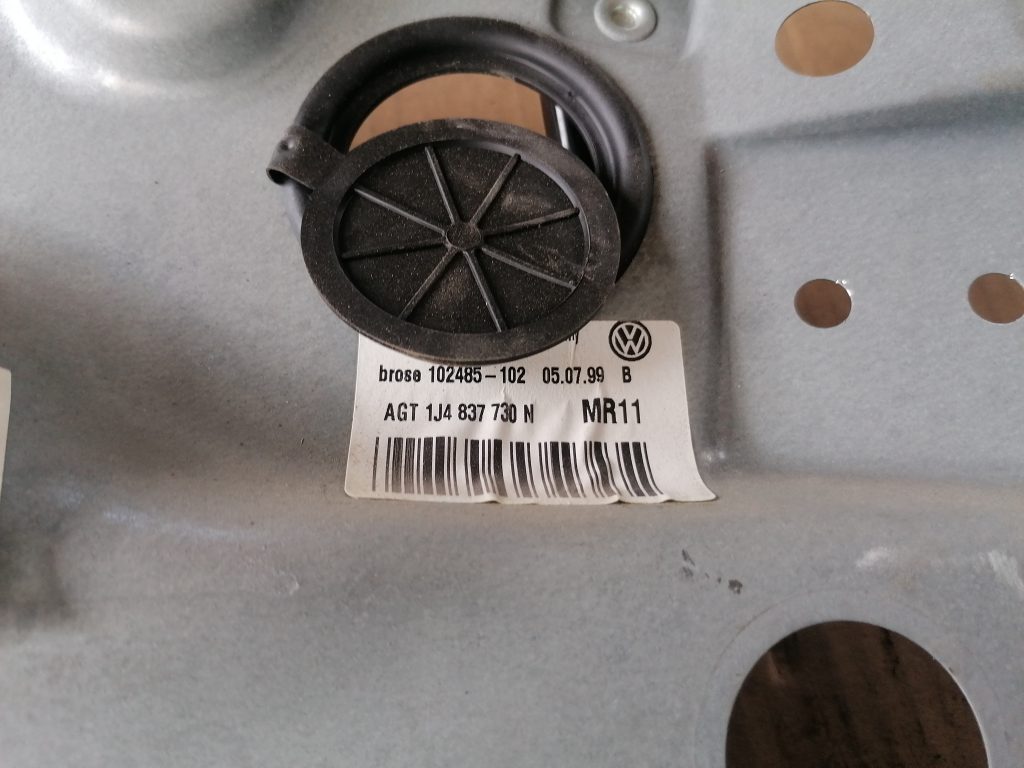 brose 102485-102 05.07.99 B
AGT 1J4 837 730 N MR11